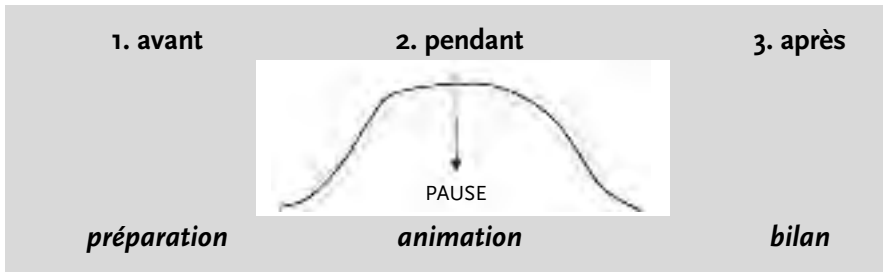 1. avant 2. pendant 3. après
PAUSE
préparation animation bilan